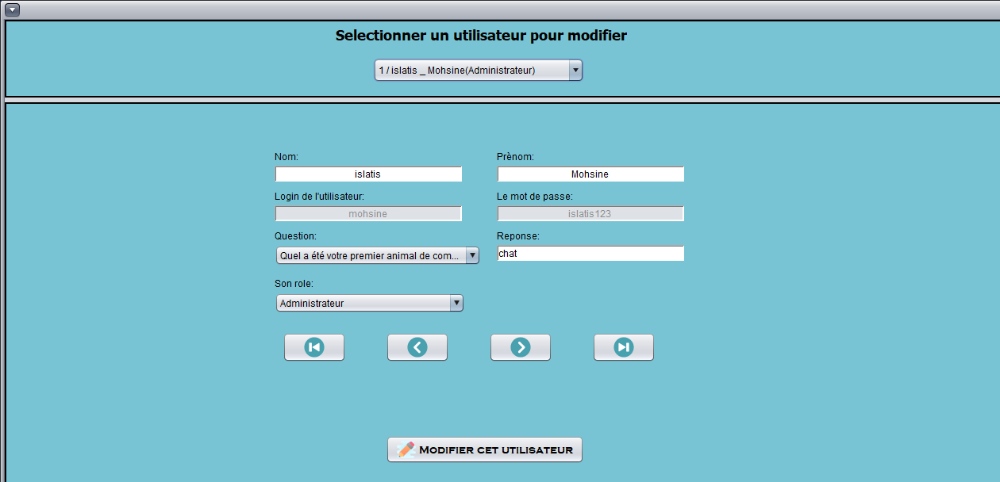 Selectionner un utilisateur pour modifier
1 / islatis _ Mohsine(Administrateur)
Nom:
Prènom:
islatis
Mohsine
Login de l'utilisateur:
Le mot de passe:
mohsine
islatis123
Question:
Reponse:
Quel a été votre premier animal de com...
chat
Son role:
Administrateur
MODIFIER CET UTILISATEUR